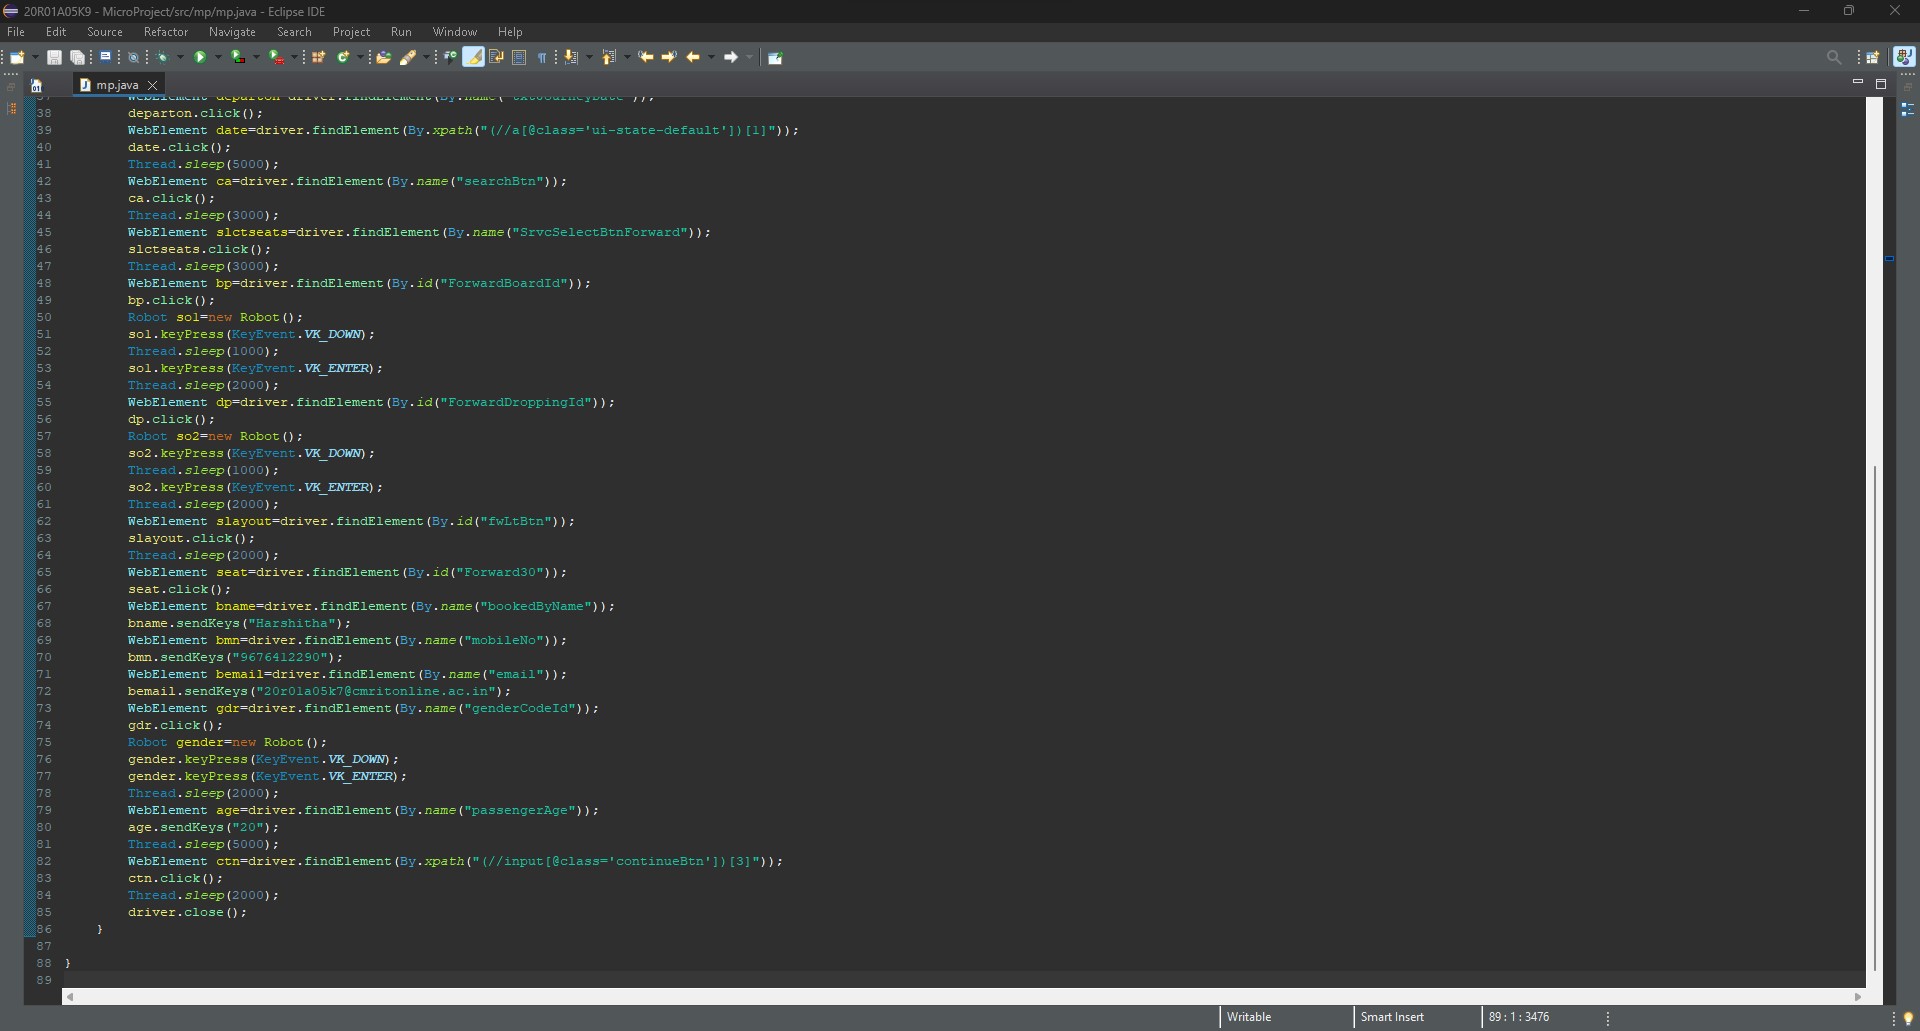 20R01A05K9 - MicroProject/src/mp/mp.java - Eclipse IDE
File Edit Source Refactor Navigate Search Project Run Window Help
mp.java
37 WebElement departon=driver.findElement(By.name("txtJourneyDate"));
38 departon.click();
39 WebElement date=driver.findElement(By.xpath("(//a[@class='ui-state-default'])[1]"));
40 date.click();
41 Thread.sleep(5000);
42 WebElement ca=driver.findElement(By.name("searchBtn"));
43 ca.click();
44 Thread.sleep(3000);
45 WebElement slctseats=driver.findElement(By.name("SrvcSelectBtnForward"));
46 slctseats.click();
47 Thread.sleep(3000);
48 WebElement bp=driver.findElement(By.id("ForwardBoardId"));
49 bp.click();
50 Robot so1=new Robot();
51 so1.keyPress(KeyEvent.VK_DOWN);
52 Thread.sleep(1000);
53 so1.keyPress(KeyEvent.VK_ENTER);
54 Thread.sleep(2000);
55 WebElement dp=driver.findElement(By.id("ForwardDroppingId"));
56 dp.click();
57 Robot so2=new Robot();
58 so2.keyPress(KeyEvent.VK_DOWN);
59 Thread.sleep(1000);
60 so2.keyPress(KeyEvent.VK_ENTER);
61 Thread.sleep(2000);
62 WebElement slayout=driver.findElement(By.id("fwLtBtn"));
63 slayout.click();
64 Thread.sleep(2000);
65 WebElement seat=driver.findElement(By.id("Forward30"));
66 seat.click();
67 WebElement bname=driver.findElement(By.name("bookedByName"));
68 bname.sendKeys("Harshitha");
69 WebElement bmn=driver.findElement(By.name("mobileNo"));
70 bmn.sendKeys("9676412290");
71 WebElement bemail=driver.findElement(By.name("email"));
72 bemail.sendKeys("20r01a05k7@cmritonline.ac.in");
73 WebElement gdr=driver.findElement(By.name("genderCodeId"));
74 gdr.click();
75 Robot gender=new Robot();
76 gender.keyPress(KeyEvent.VK_DOWN);
77 gender.keyPress(KeyEvent.VK_ENTER);
78 Thread.sleep(2000);
79 WebElement age=driver.findElement(By.name("passengerAge"));
80 age.sendKeys("20");
81 Thread.sleep(5000);
82 WebElement ctn=driver.findElement(By.xpath("(//input[@class='continueBtn'])[3]"));
83 ctn.click();
84 Thread.sleep(2000);
85 driver.close();
86 }
87
88 }
89
Writable Smart Insert 89 : 1 : 3476